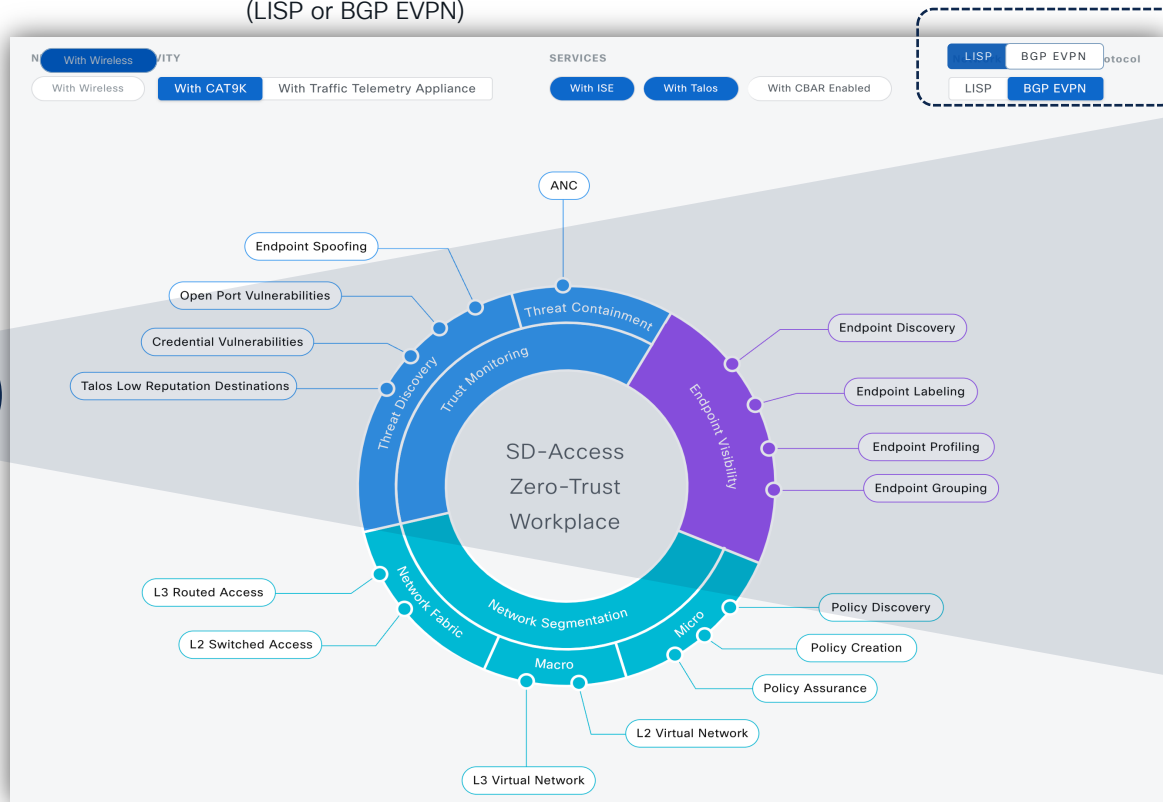 (LISP or BGP EVPN)
With Wireless
VITY
SERVICES
LISP
BGP EVPN
otocol
With Wireless
With CAT9K
With Traffic Telemetry Appliance
With ISE
With Talos
With CBAR Enabled
LISP
BGP EVPN
ANC
Endpoint Spoofing
Open Port Vulnerabilities
Credential Vulnerabilities
Talos Low Reputation Destinations
Threat Containment
Trust Monitoring
Threat Discovery
Endpoint Visibility
Endpoint Discovery
Endpoint Labeling
Endpoint Profiling
Endpoint Grouping
SD-Access
Zero-Trust
Workplace
L3 Routed Access
L2 Switched Access
Network Fabric
Network Segmentation
Macro
Micro
Policy Discovery
Policy Creation
Policy Assurance
L2 Virtual Network
L3 Virtual Network